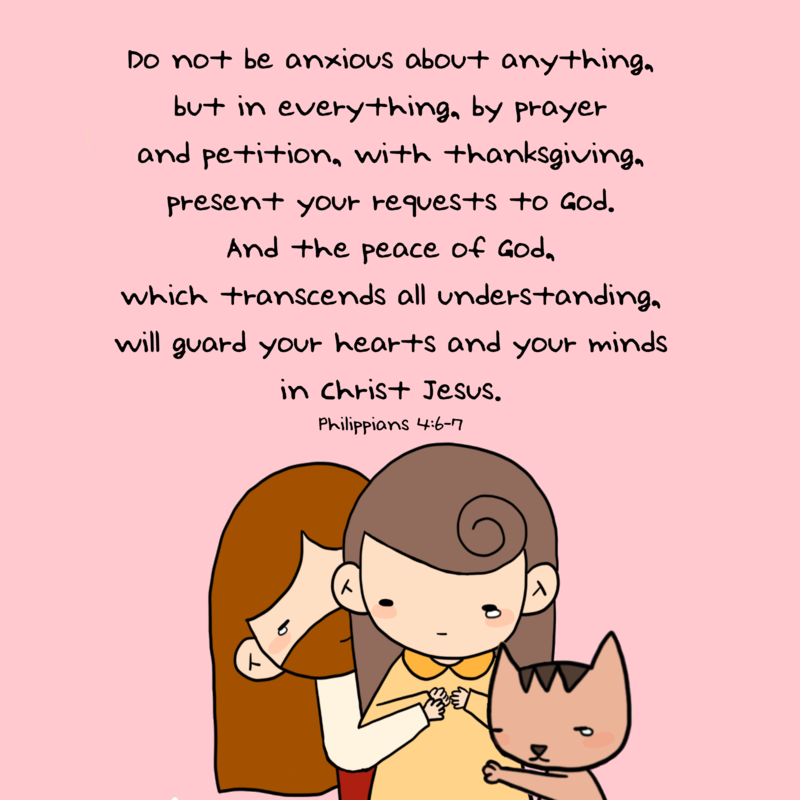 Do not be anxious about anything,
but in everything, by prayer
and petition, with thanksgiving,
present your requests to God.
And the peace of God,
which transcends all understanding,
will guard your hearts and your minds
in Christ Jesus.
Philippians 4:6-7